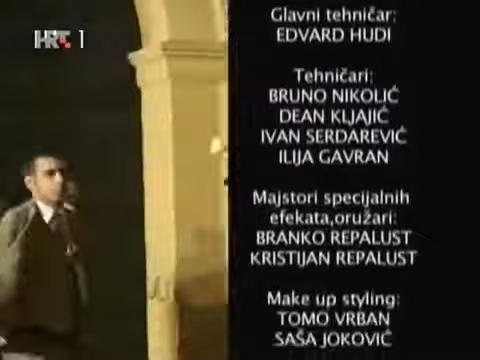 HRT 1
Glavni tehničar:
EDVARD HUDI
Tehničari:
BRUNO NIKOLIĆ
DEAN KLJAJIĆ
IVAN SERDAREVIĆ
ILIJA GAVRAN
Majstori specijalnih
efekata,oružari:
BRANKO REPALUST
KRISTIJAN REPALUST
Make up styling:
TOMO VRBAN
SAŠA JOKOVIĆ